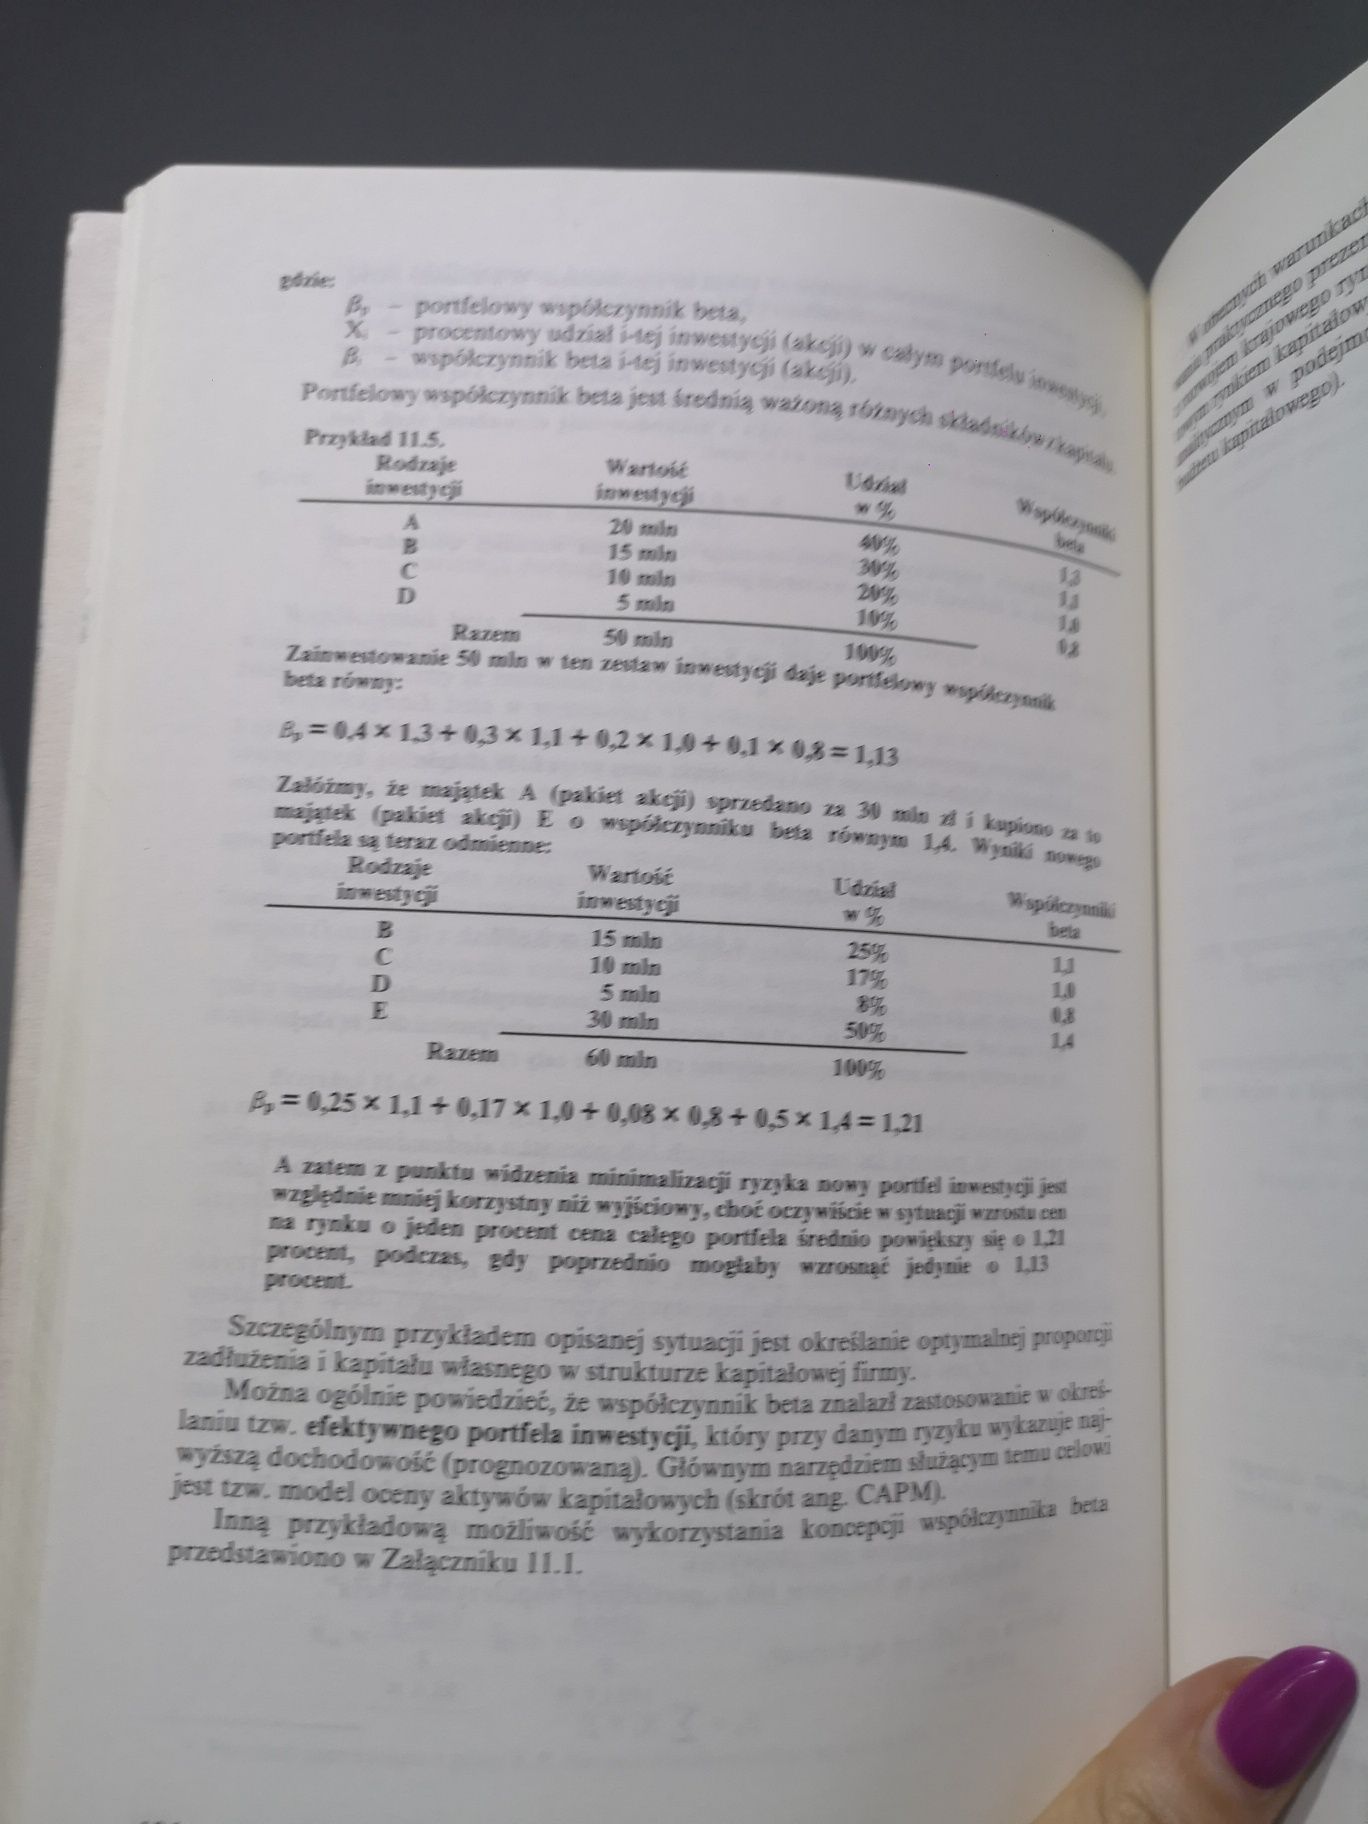 gdzie:
βp – portfelowy współczynnik beta,
Xi – procentowy udział i-tej inwestycji (akcji) w całym portfelu inwestycji,
βi – współczynnik beta i-tej inwestycji (akcji).
Portfelowy współczynnik beta jest średnią ważoną różnych składników kapitału.
Przykład 11.5.
Rodzaje inwestycji Wartość inwestycji Udział w % Współczynniki beta
A 20 mln 40% 1,3
B 15 mln 30% 1,1
C 10 mln 20% 1,0
D 5 mln 10% 0,8
Razem 50 mln 100%
Zainwestowanie 50 mln w ten zestaw inwestycji daje portfelowy współczynnik
beta równy:
βp = 0,4 × 1,3 + 0,3 × 1,1 + 0,2 × 1,0 + 0,1 × 0,8 = 1,13
Załóżmy, że majątek A (pakiet akcji) sprzedano za 30 mln zł i kupiono za to
majątek (pakiet akcji) E o współczynniku beta równym 1,4. Wyniki nowego
portfela są teraz odmienne:
Rodzaje inwestycji Wartość inwestycji Udział w % Współczynniki beta
B 15 mln 25% 1,1
C 10 mln 17% 1,0
D 5 mln 8% 0,8
E 30 mln 50% 1,4
Razem 60 mln 100%
βp = 0,25 × 1,1 + 0,17 × 1,0 + 0,08 × 0,8 + 0,5 × 1,4 = 1,21
A zatem z punktu widzenia minimalizacji ryzyka nowy portfel inwestycji jest
względnie mniej korzystny niż wyjściowy, choć oczywiście w sytuacji wzrostu cen
na rynku o jeden procent cena całego portfela średnio powiększy się o 1,21
procent, podczas, gdy poprzednio mogłaby wzrosnąć jedynie o 1,13
procent.
Szczególnym przykładem opisanej sytuacji jest określanie optymalnej proporcji
zadłużenia i kapitału własnego w strukturze kapitałowej firmy.
Można ogólnie powiedzieć, że współczynnik beta znalazł zastosowanie w okreś-
laniu tzw. efektywnego portfela inwestycji, który przy danym ryzyku wykazuje naj-
wyższą dochodowość (prognozowaną). Głównym narzędziem służącym temu celowi
jest tzw. model oceny aktywów kapitałowych (skrót ang. CAPM).
Inną przykładową możliwość wykorzystania koncepcji współczynnika beta
przedstawiono w Załączniku 11.1.
W obecnych warunkach
praktycznego
krajowego
rynkiem
w
kapitałowego).